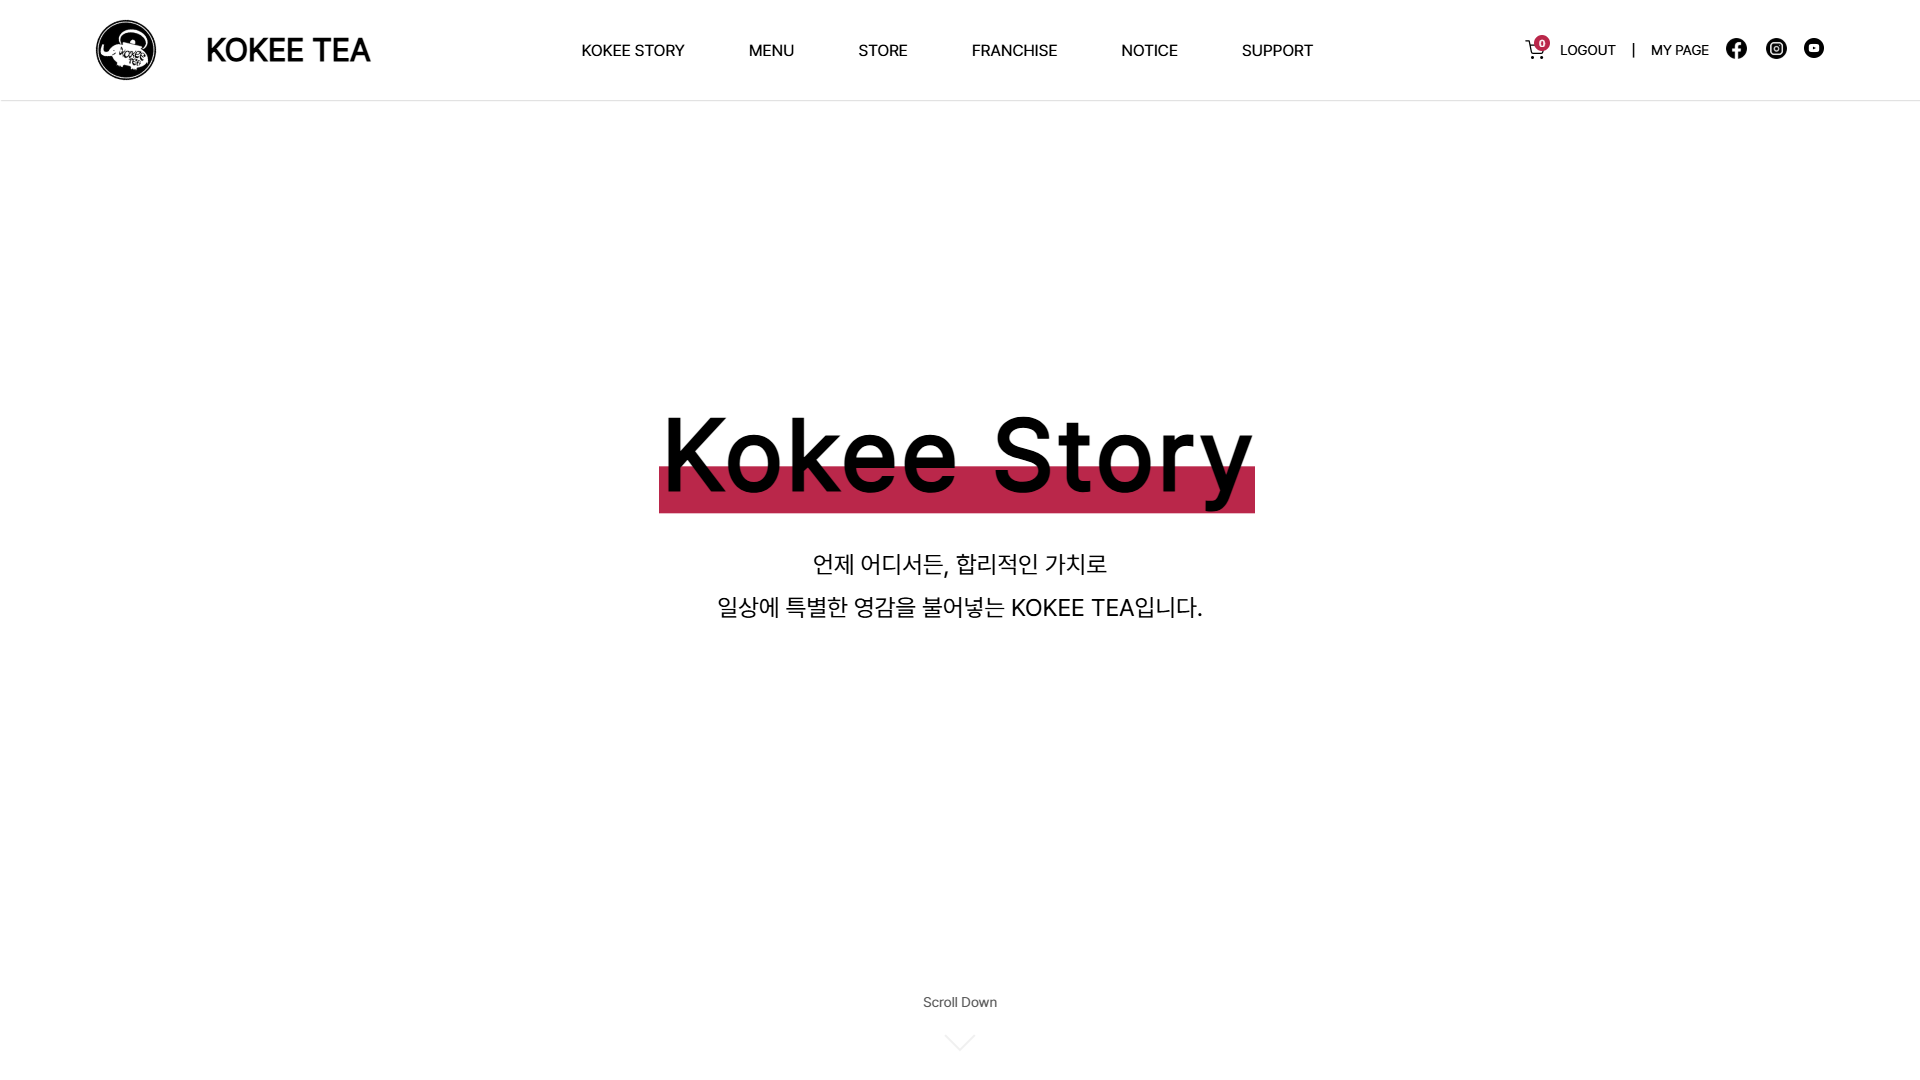 KOKEE TEA
KOKEE STORY
MENU
STORE
FRANCHISE
NOTICE
SUPPORT
0
LOGOUT | MY PAGE
Kokee Story
언제 어디서든, 합리적인 가치로
일상에 특별한 영감을 불어넣는 KOKEE TEA입니다.
Scroll Down